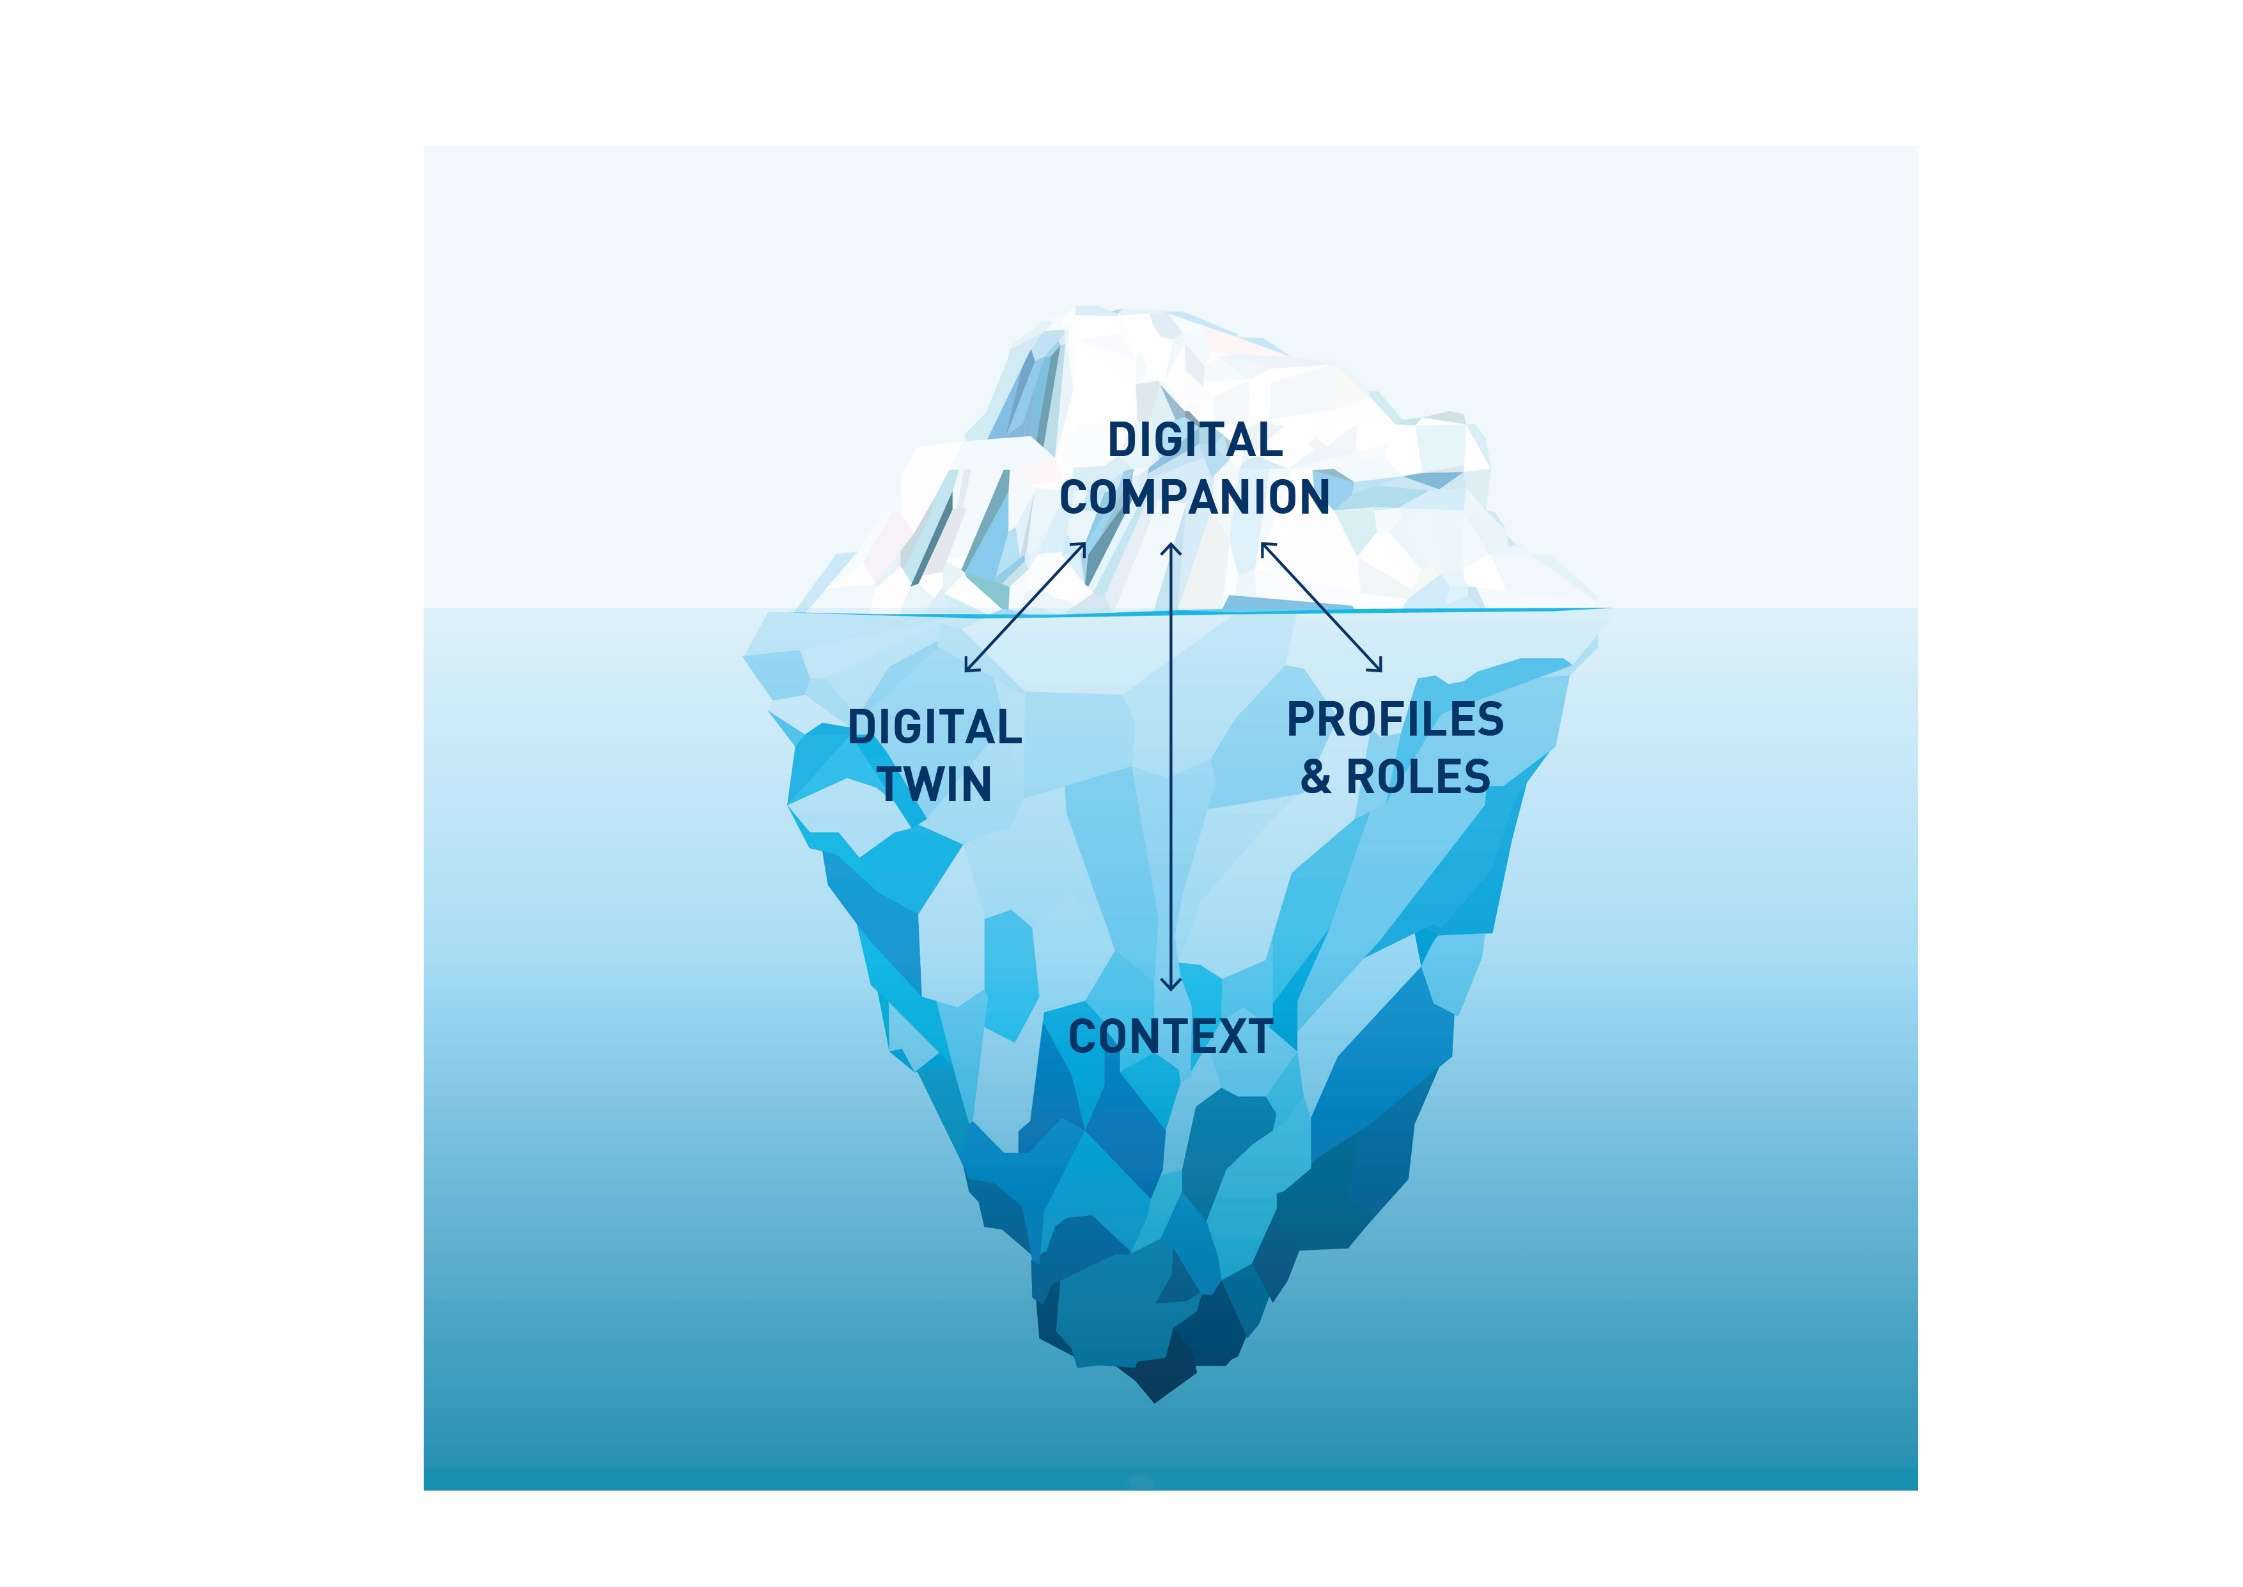 DIGITAL
COMPANION
DIGITAL
TWIN
PROFILES
& ROLES
CONTEXT